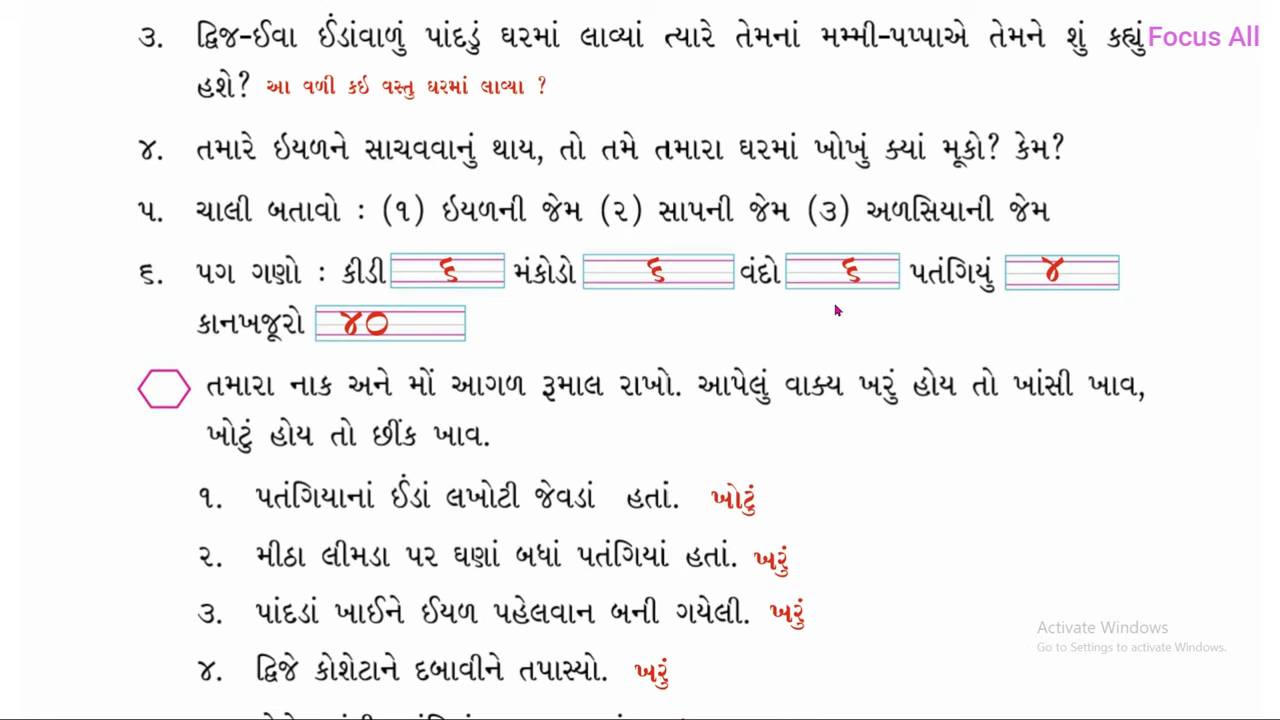 ૩. દ્વિજ-ઈવા ઈંડાંવાળું પાંદડું ઘરમાં લાવ્યાં ત્યારે તેમનાં મમ્મી-પપ્પાએ તેમને શું કહ્યું Focus All
હશે? આ વળી કઇ વસ્તુ ઘરમાં લાવ્યા ?
૪. તમારે ઇયળને સાચવવાનું થાય, તો તમે તમારા ઘરમાં ખોખું ક્યાં મૂકો? કેમ?
૫. ચાલી બતાવો : (૧) ઇયળની જેમ (૨) સાપની જેમ (૩) અળસિયાની જેમ
૬. પગ ગણો : કીડી ૬ મંકોડો ૬ વંદો ૬ પતંગિયું ૪
કાનખજૂરો ૪૦
તમારા નાક અને મોં આગળ રૂમાલ રાખો. આપેલું વાક્ય ખરું હોય તો ખાંસી ખાવ,
ખોટું હોય તો છીંક ખાવ.
૧. પતંગિયાનાં ઈંડાં લખોટી જેવડાં હતાં. ખોટું
૨. મીઠા લીમડા પર ઘણાં બધાં પતંગિયાં હતાં. ખરું
૩. પાંદડાં ખાઈને ઈયળ પહેલવાન બની ગયેલી. ખરું
Activate Windows
Go to Settings to activate Windows.
૪. દ્વિજે કોશેટાને દબાવીને તપાસ્યો. ખરું